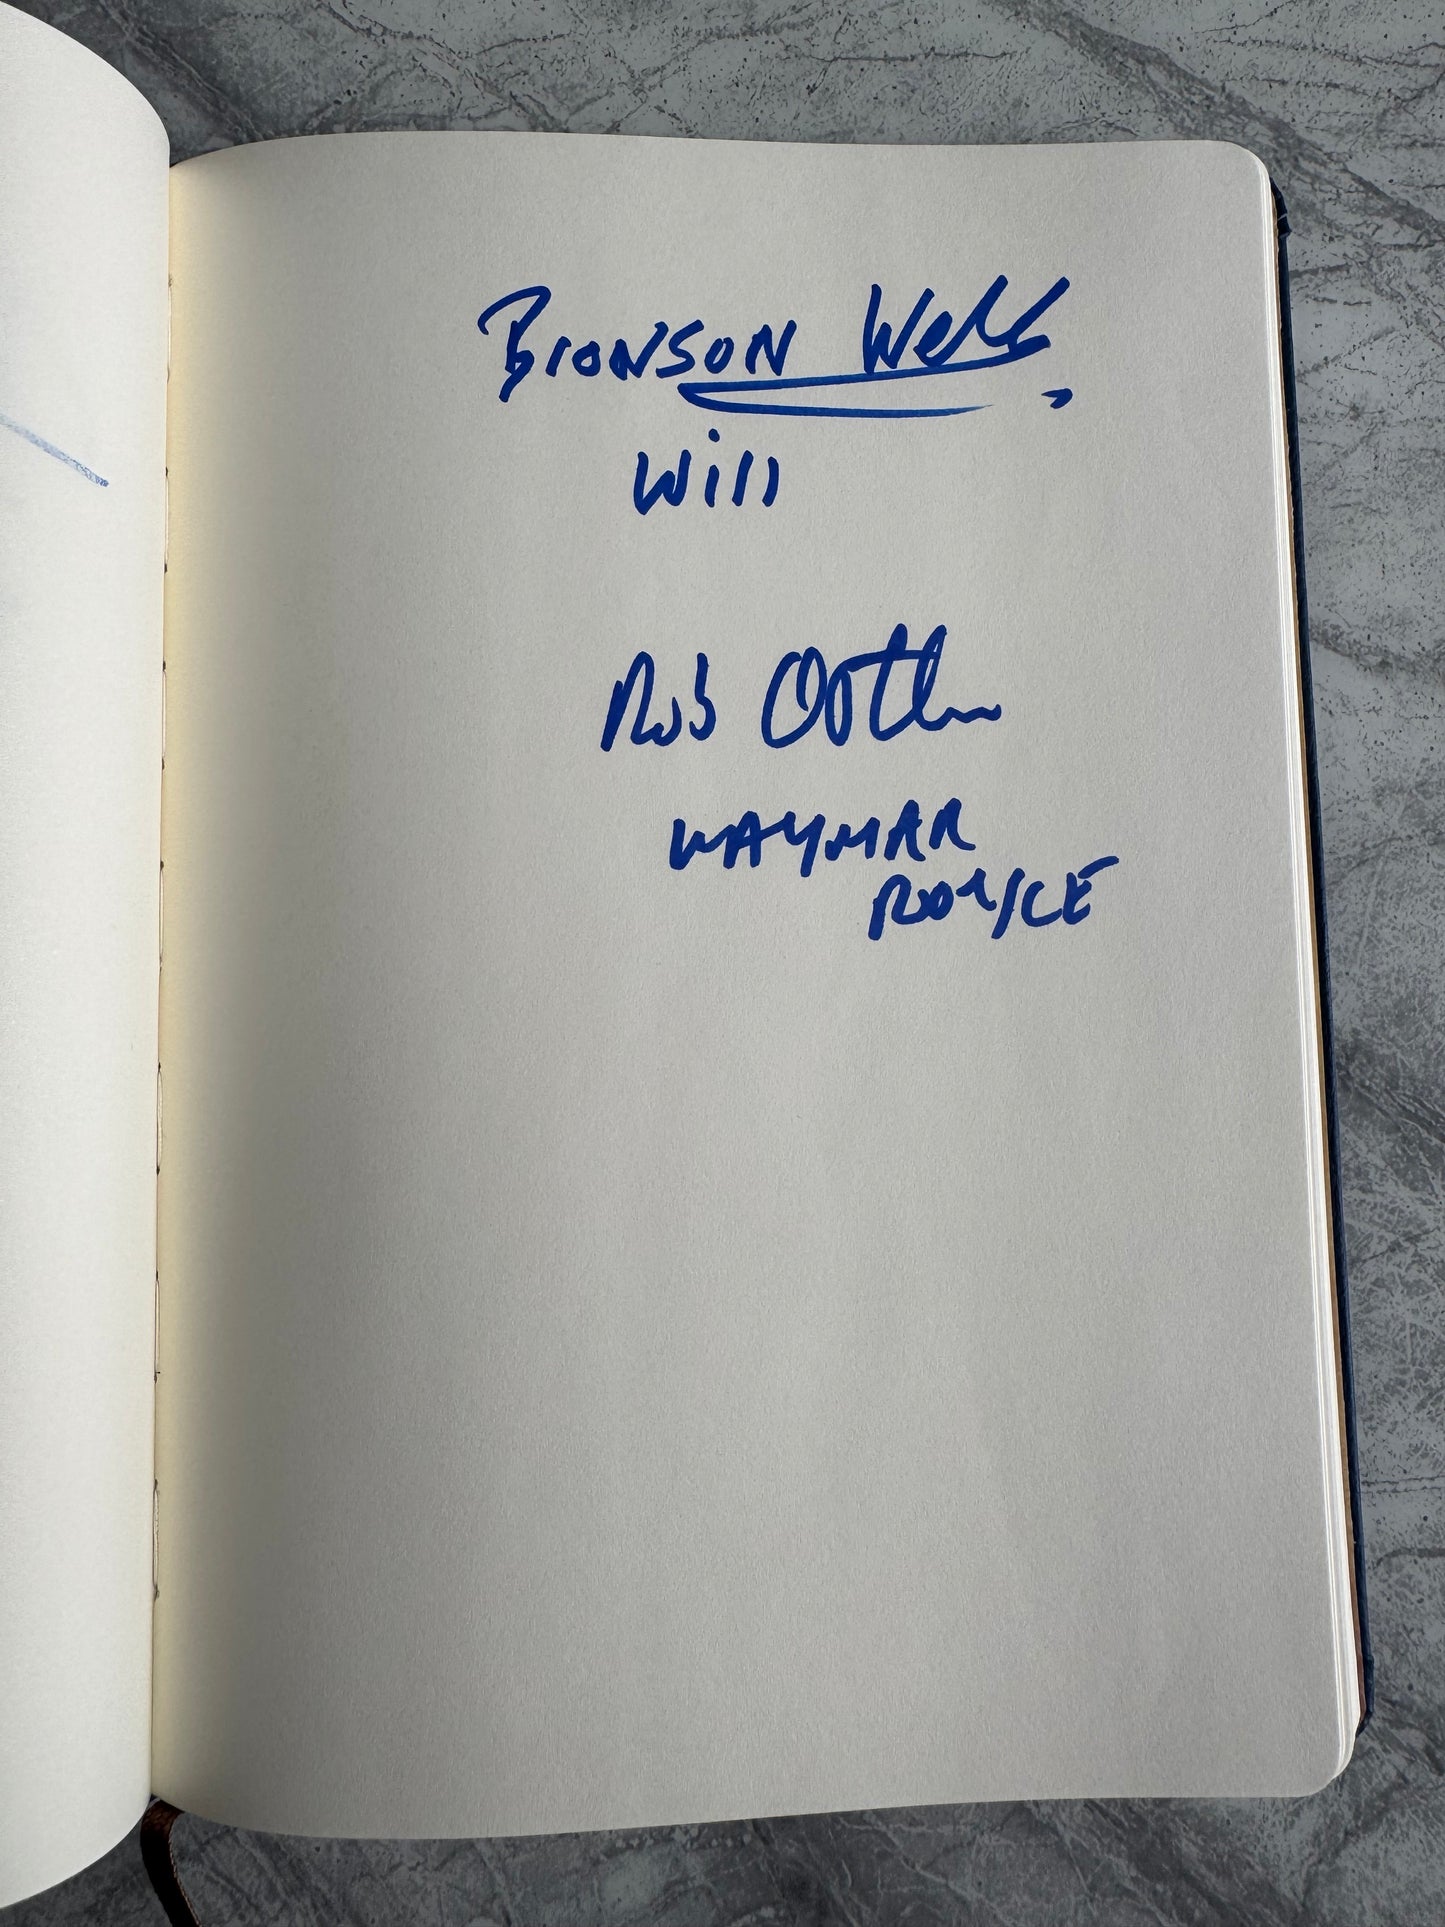 Bronson Webb
Will
Rob Ostlere
WAYMAR
ROYCE